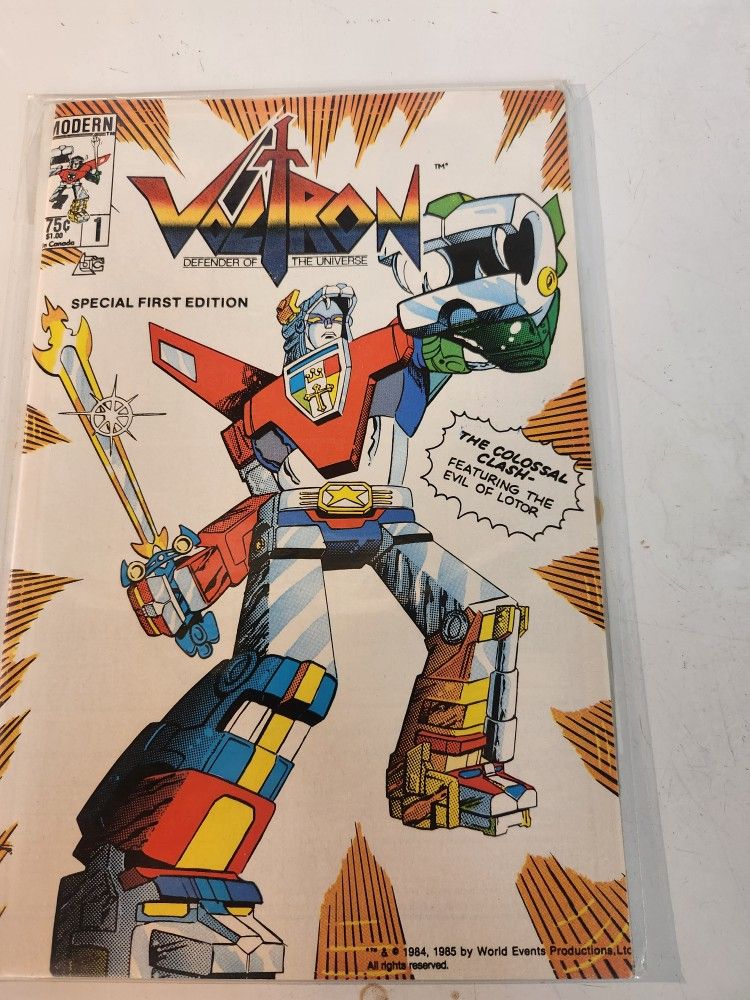 MODERN
75¢
$1.00
in Canada
1
VOLTRON
TM*
DEFENDER OF THE UNIVERSE
SPECIAL FIRST EDITION
THE COLOSSAL
CLASH-
FEATURING THE
EVIL OF LOTOR
*™ & © 1984, 1985 by World Events Productions, Ltd
All rights reserved.